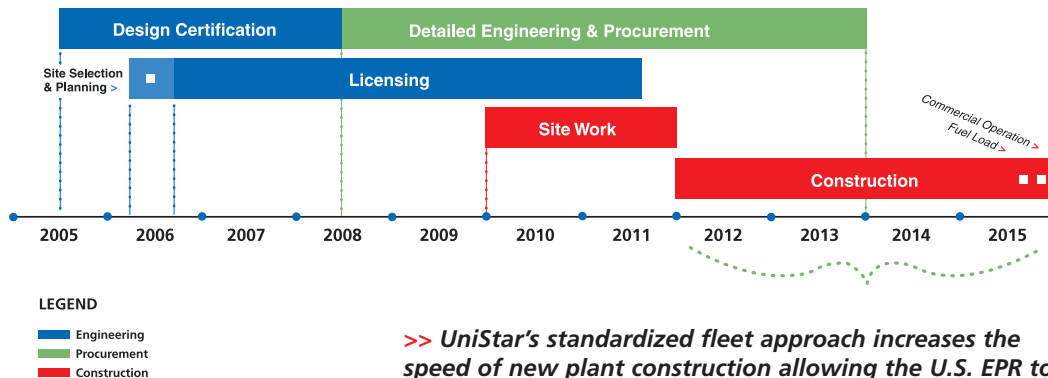 Design Certification
Detailed Engineering & Procurement
Site Selection
& Planning >
Licensing
Site Work
Commercial Operation >
Fuel Load >
Construction
2005
2006
2007
2008
2009
2010
2011
2012
2013
2014
2015
LEGEND
Engineering
Procurement
Construction
>> UniStar's standardized fleet approach increases the
speed of new plant construction allowing the U.S. EPR to